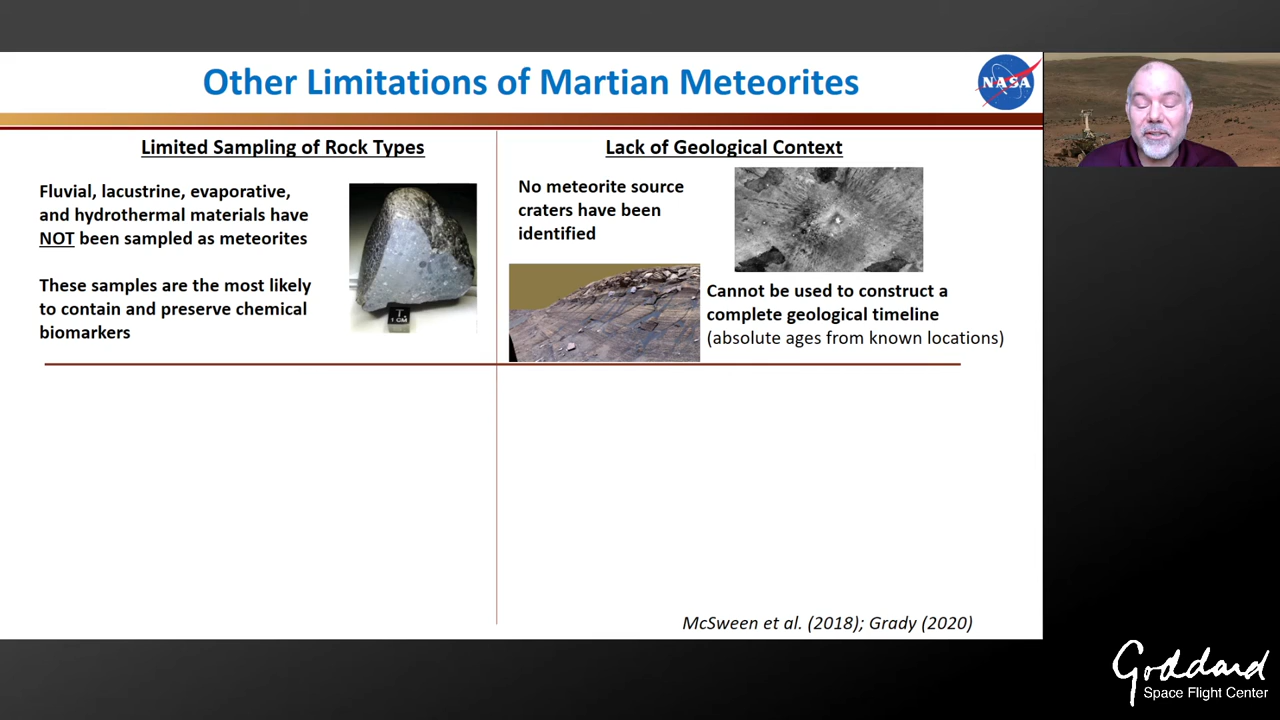 Other Limitations of Martian Meteorites
NASA
Limited Sampling of Rock Types
Fluvial, lacustrine, evaporative,
and hydrothermal materials have
NOT been sampled as meteorites
These samples are the most likely
to contain and preserve chemical
biomarkers
T
1 CM
Lack of Geological Context
No meteorite source
craters have been
identified
Cannot be used to construct a
complete geological timeline
(absolute ages from known locations)
McSween et al. (2018); Grady (2020)
Goddard
Space Flight Center